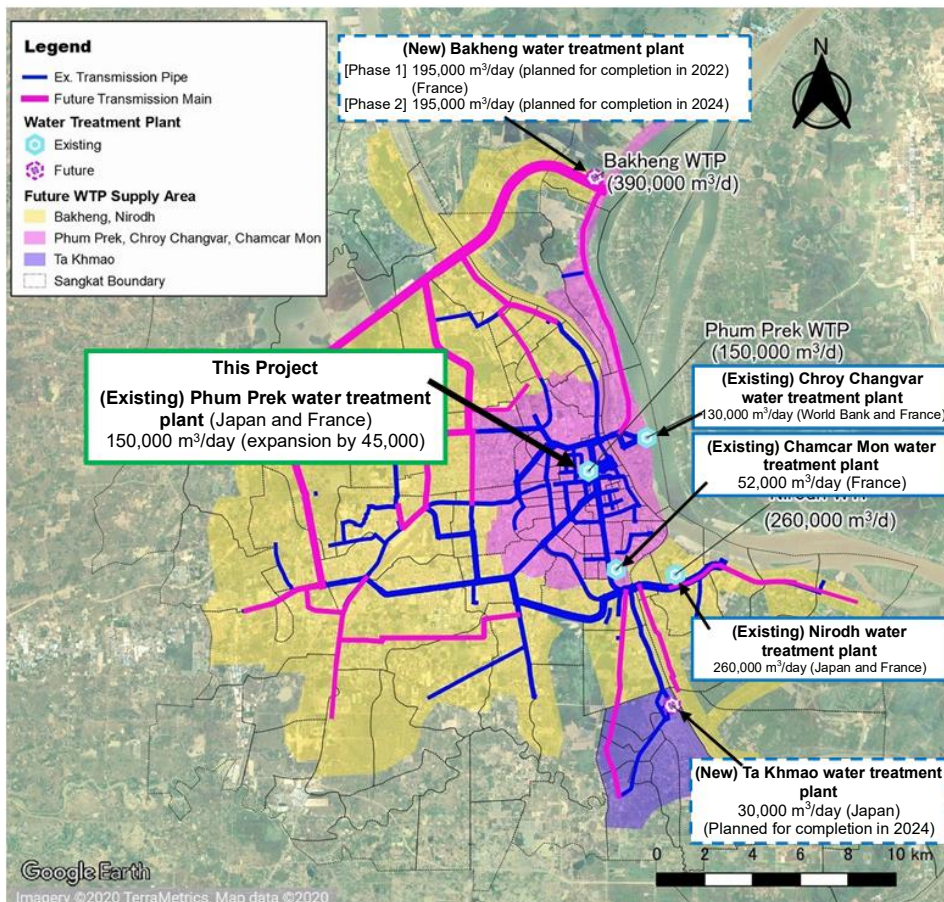 Legend
Ex. Transmission Pipe
Future Transmission Main
Water Treatment Plant
Existing
Future
Future WTP Supply Area
Bakheng, Nirodh
Phum Prek, Chroy Changvar, Chamcar Mon
Ta Khmao
Sangkat Boundary
(New) Bakheng water treatment plant
[Phase 1] 195,000 m³/day (planned for completion in 2022)
(France)
[Phase 2] 195,000 m³/day (planned for completion in 2024)
N
Bakheng WTP
(390,000 m³/d)
Phum Prek WTP
(150,000 m³/d)
This Project
(Existing) Phum Prek water treatment
plant (Japan and France)
150,000 m³/day (expansion by 45,000)
(Existing) Chroy Changvar
water treatment plant
130,000 m³/day (World Bank and France)
(Existing) Chamcar Mon water
treatment plant
52,000 m³/day (France)
(260,000 m³/d)
(Existing) Nirodh water
treatment plant
260,000 m³/day (Japan and France)
(New) Ta Khmao water treatment
plant
30,000 m³/day (Japan)
(Planned for completion in 2024)
0 2 4 6 8 10 km
Google Earth
Imagery ©2020 TerraMetrics, Map data ©2020